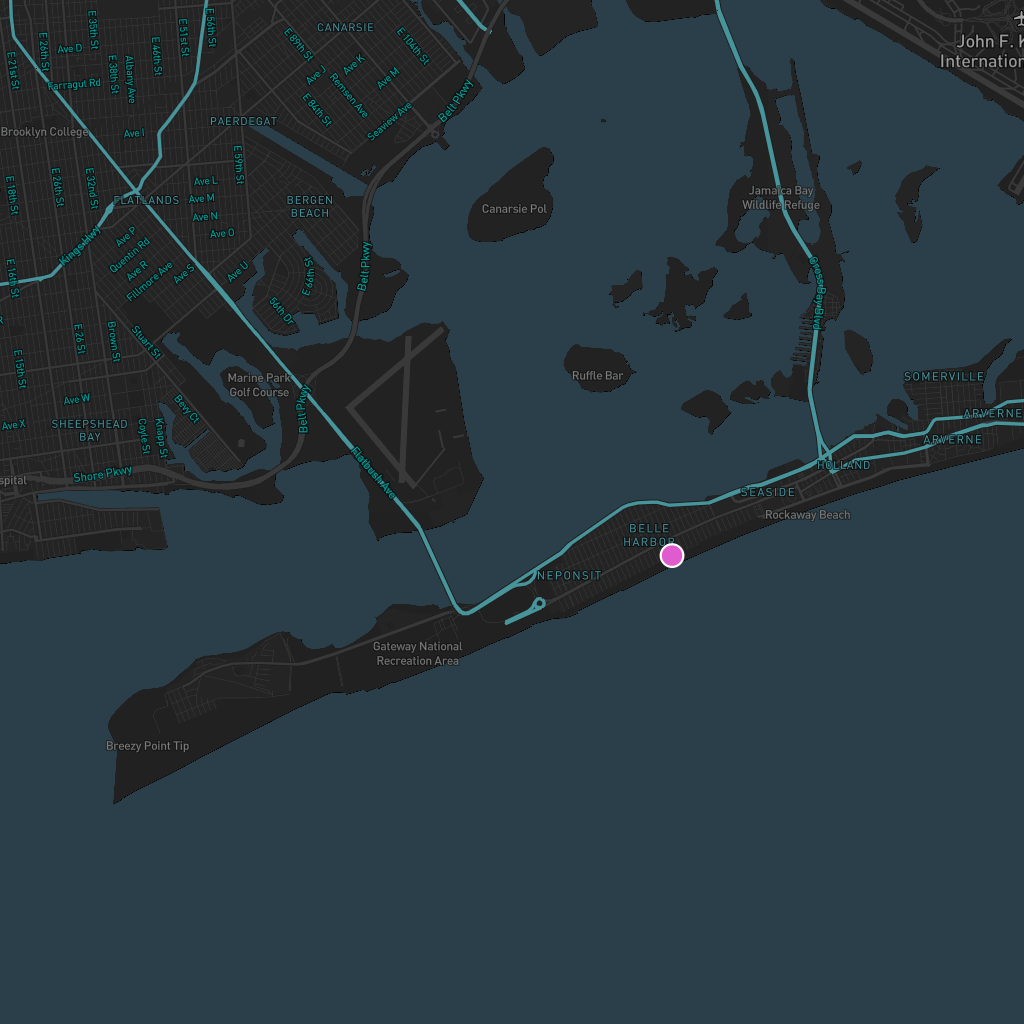 CANARSIE
E 35th St
E 26th St
E 21st St
Ave D
E 38th St
Albany Ave
E 46th St
E 51st St
E 56th St
E 89th St
E 104th St
Ave J
Ave K
Ave M
Remsen Ave
E 84th St
Seaview Ave
Belt Pkwy
Farragut Rd
PAERDEGAT
Brooklyn College
Ave I
E 59th St
E 18th St
E 26th St
E 32nd St
FLATLANDS
Ave L
Ave M
Ave N
Ave O
BERGEN
BEACH
Canarsie Pol
Jamaica Bay
Wildlife Refuge
John F. K
International
Kings Hwy
Ave P
Quentin Rd
Ave R
Fillmore Ave
Ave S
Ave U
E 16th St
E 66th St
56th Dr
Belt Pkwy
Cross Bay Blvd
E 15th St
E 26 St
Brown St
Stuart St
Marine Park
Golf Course
Belt Pkwy
Ruffle Bar
SOMERVILLE
ARVERNE
ARVERNE
Ave W
Ave X
SHEEPSHEAD
BAY
Coyle St
Knapp St
Bevy Ct
Shore Pkwy
spital
Flatbush Ave
HOLLAND
SEASIDE
Rockaway Beach
BELLE
HARBOR
NEPONSIT
Gateway National
Recreation Area
Breezy Point Tip